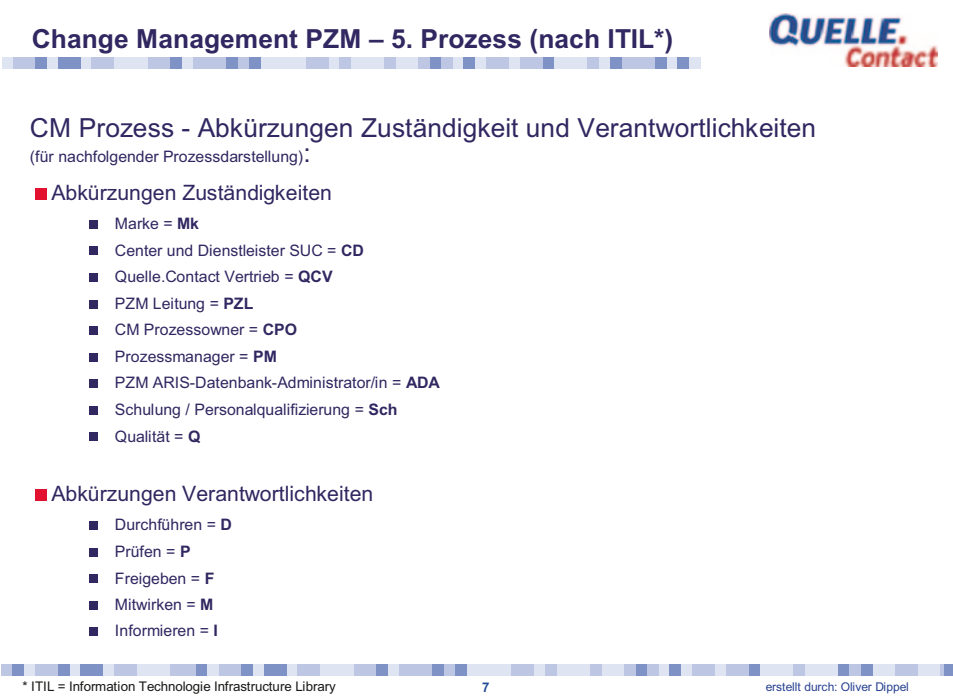 Change Management PZM – 5. Prozess (nach ITIL*)
QUELLE.
Contact
CM Prozess - Abkürzungen Zuständigkeit und Verantwortlichkeiten
(für nachfolgender Prozessdarstellung):
Abkürzungen Zuständigkeiten
Marke = Mk
Center und Dienstleister SUC = CD
Quelle.Contact Vertrieb = QCV
PZM Leitung = PZL
CM Prozessowner = CPO
Prozessmanager = PM
PZM ARIS-Datenbank-Administrator/in = ADA
Schulung / Personalqualifizierung = Sch
Qualität = Q
Abkürzungen Verantwortlichkeiten
Durchführen = D
Prüfen = P
Freigeben = F
Mitwirken = M
Informieren = I
* ITIL = Information Technologie Infrastructure Library
7
erstellt durch: Oliver Dippel